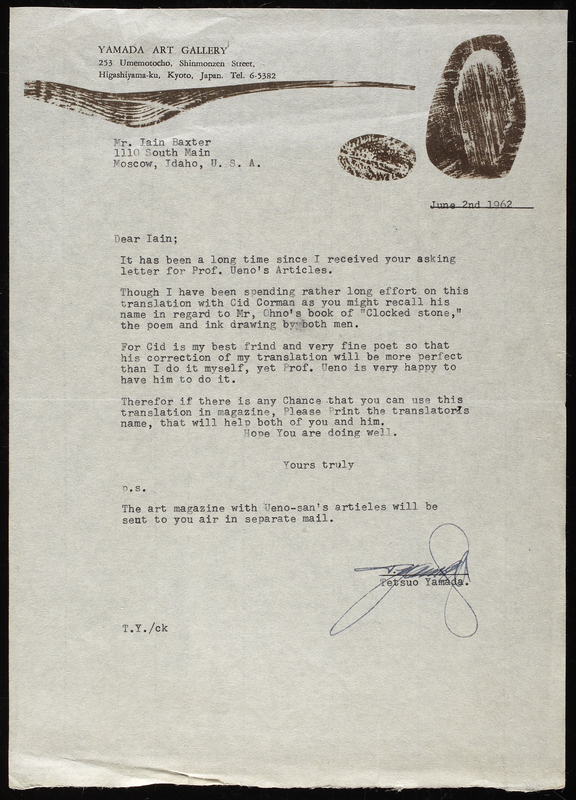 YAMADA ART GALLERY
253 Umemotocho, Shinmonzen Street,
Higashiyama-ku, Kyoto, Japan. Tel. 6-5382
Mr. Iain Baxter
1110 South Main
Moscow, Idaho, U. S. A.
June 2nd 1962
Dear Iain;
It has been a long time since I received your asking
letter for Prof. Ueno's Articles.
Though I have been spending rather long effort on this
translation with Cid Corman as you might recall his
name in regard to Mr, Ohno's book of "Clocked stone,"
the poem and ink drawing by both men.
For Cid is my best frind and very fine poet so that
his correction of my translation will be more perfect
than I do it myself, yet Prof. Ueno is very happy to
have him to do it.
Therefor if there is any Chance that you can use this
translation in magazine, Please Print the translator's
name, that will help both of you and him.
Hope You are doing well.
Yours truly
p.s.
The art magazine with Ueno-san's artieles will be
sent to you air in separate mail.
Tetsuo Yamada.
T.Y./ck